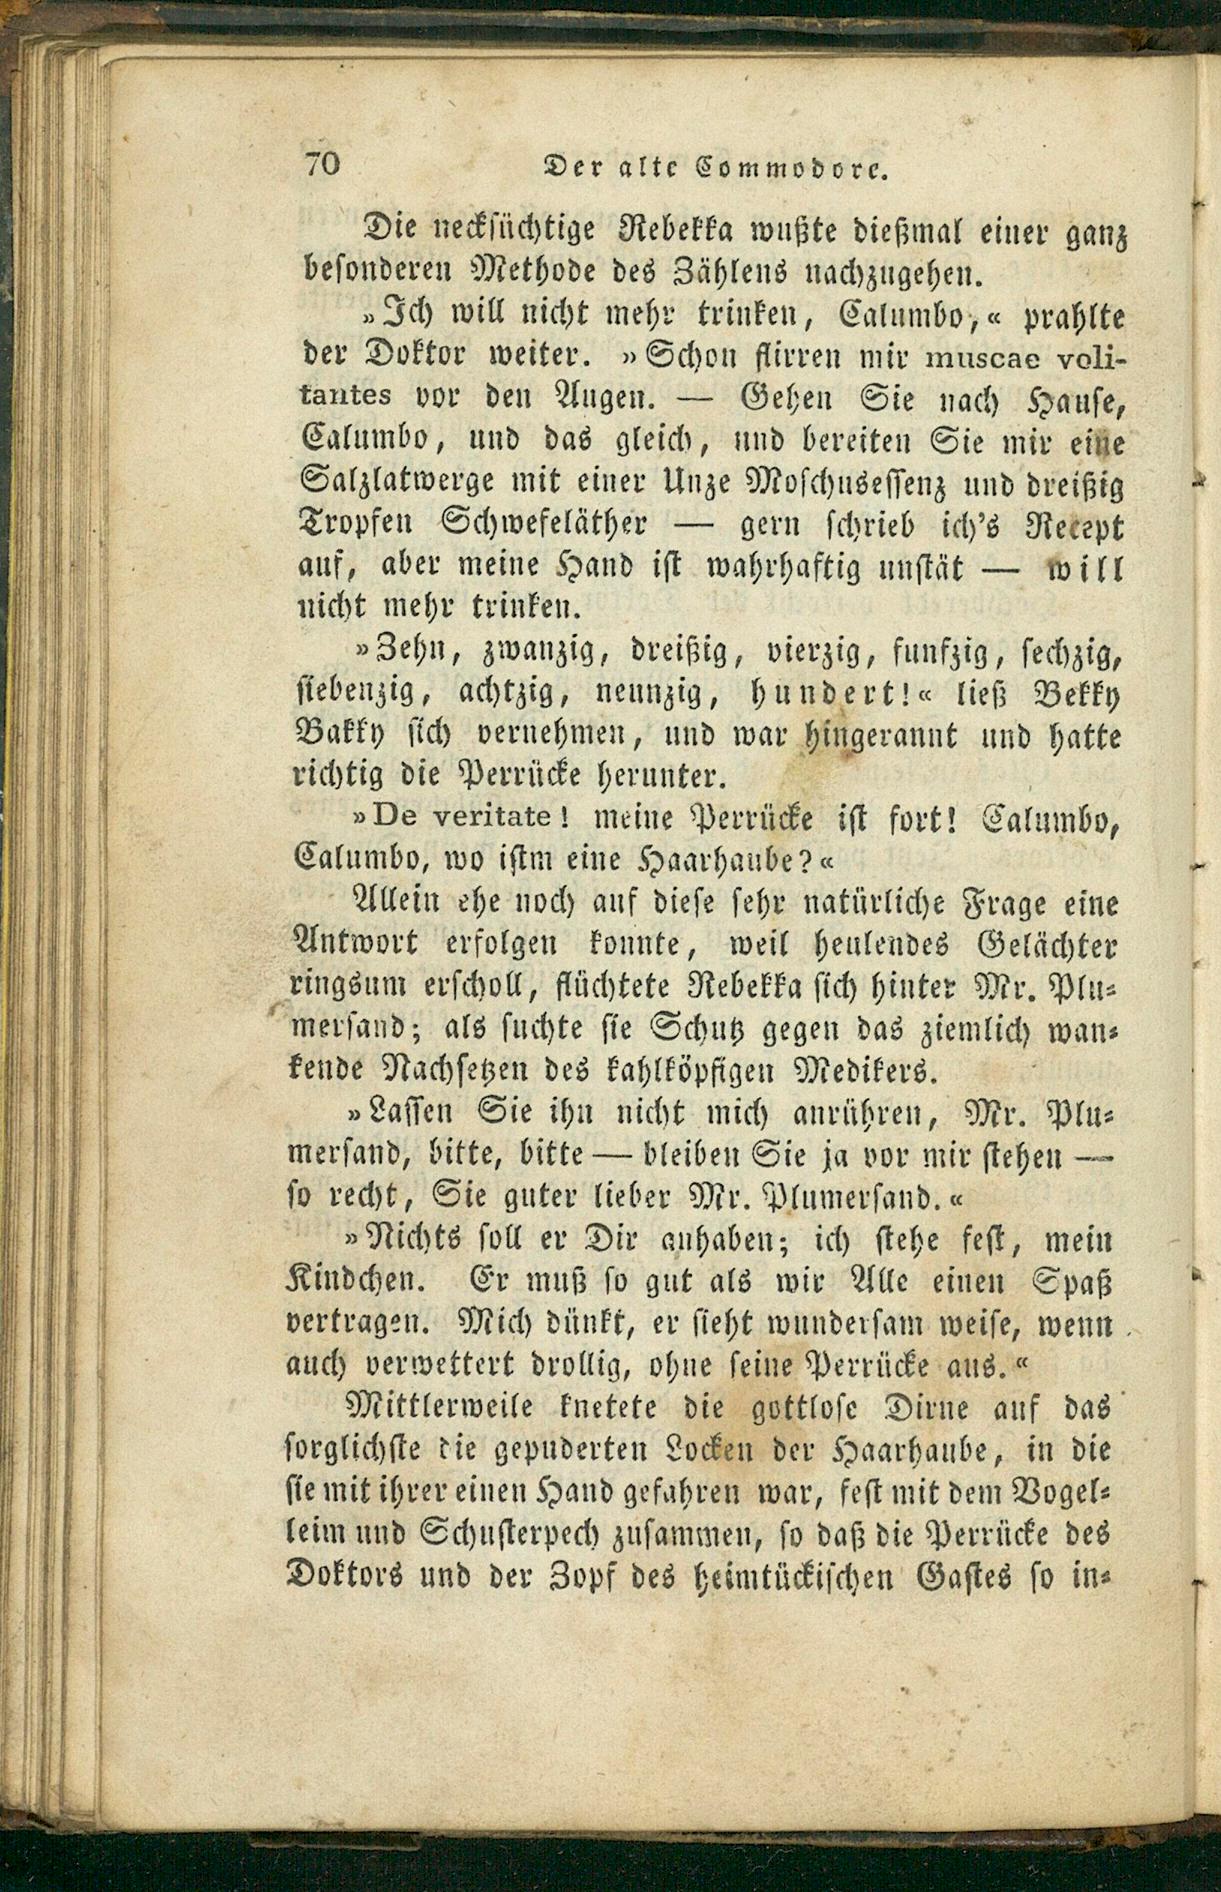 70 Der alte Commodore.
Die necksüchtige Rebekka wußte dießmal einer ganz
besonderen Methode des Zählens nachzugehen.
»Ich will nicht mehr trinken, Calumbo,« prahlte
der Doktor weiter. »Schon flirren mir muscae voli-
tantes vor den Augen. — Gehen Sie nach Hause,
Calumbo, und das gleich, und bereiten Sie mir eine
Salzlatwerge mit einer Unze Moschusessenz und dreißig
Tropfen Schwefeläther — gern schrieb ich's Recept
auf, aber meine Hand ist wahrhaftig unstät — will
nicht mehr trinken.
»Zehn, zwanzig, dreißig, vierzig, funfzig, sechzig,
siebenzig, achtzig, neunzig, hundert!« ließ Bekky
Bakky sich vernehmen, und war hingerannt und hatte
richtig die Perrücke herunter.
»De veritate! meine Perrücke ist fort! Calumbo,
Calumbo, wo istm eine Haarhaube?«
Allein ehe noch auf diese sehr natürliche Frage eine
Antwort erfolgen konnte, weil heulendes Gelächter
ringsum erscholl, flüchtete Rebekka sich hinter Mr. Plu-
mersand; als suchte sie Schutz gegen das ziemlich wan-
kende Nachsetzen des kahlköpfigen Medikers.
»Lassen Sie ihn nicht mich anrühren, Mr. Plu-
mersand, bitte, bitte — bleiben Sie ja vor mir stehen —
so recht, Sie guter lieber Mr. Plumersand.«
»Nichts soll er Dir anhaben; ich stehe fest, mein
Kindchen. Er muß so gut als wir Alle einen Spaß
vertragen. Mich dünkt, er sieht wundersam weise, wenn
auch verwettert drollig, ohne seine Perrücke aus.«
Mittlerweile knetete die gottlose Dirne auf das
sorglichste die gepuderten Locken der Haarhaube, in die
sie mit ihrer einen Hand gefahren war, fest mit dem Vogel-
leim und Schusterpech zusammen, so daß die Perrücke des
Doktors und der Zopf des heimtückischen Gastes so in-